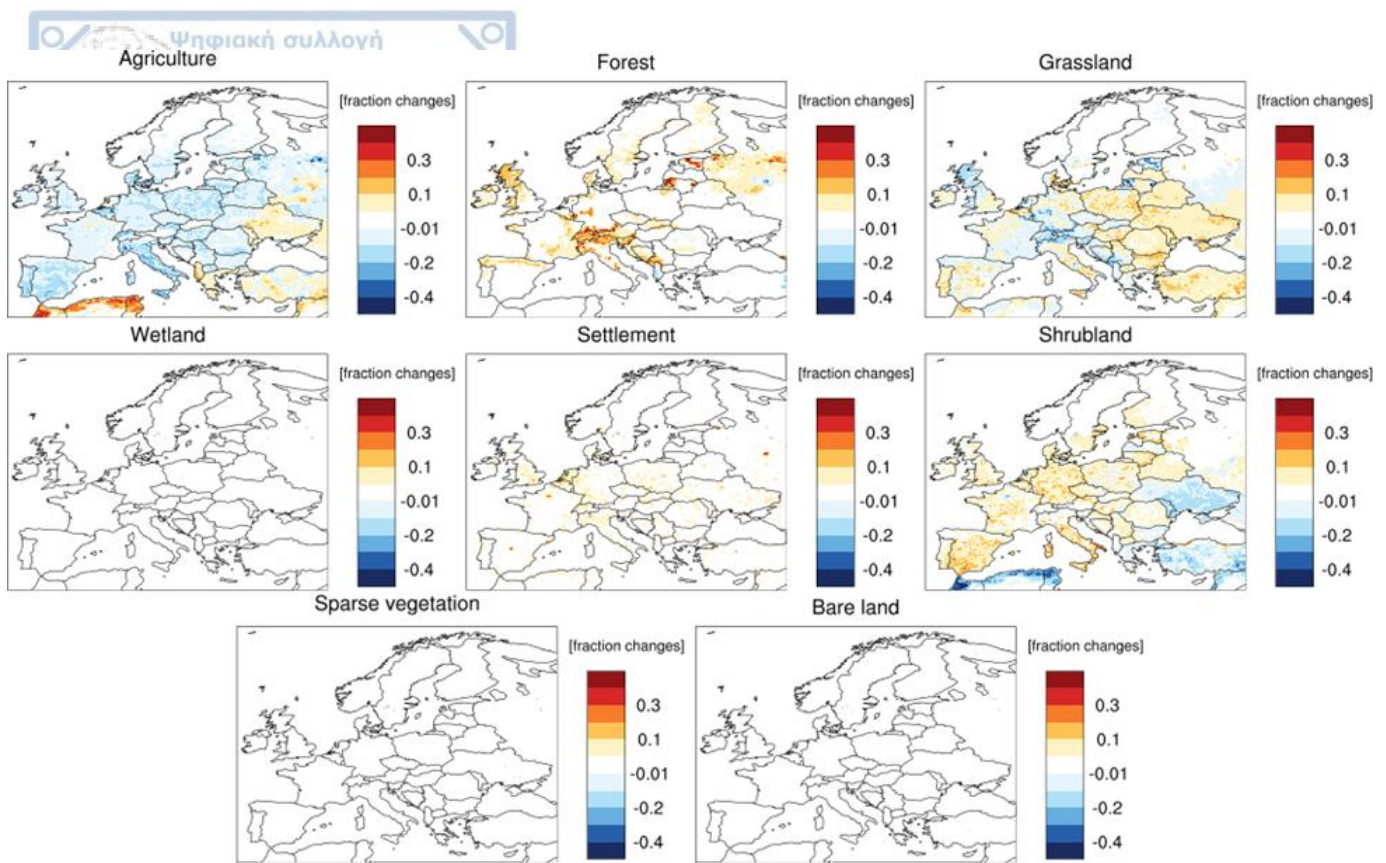 Ψηφιακή συλλογή
Agriculture
[fraction changes]
0.3
0.1
-0.01
-0.2
-0.4
Forest
[fraction changes]
0.3
0.1
-0.01
-0.2
-0.4
Grassland
[fraction changes]
0.3
0.1
-0.01
-0.2
-0.4
Wetland
[fraction changes]
0.3
0.1
-0.01
-0.2
-0.4
Settlement
[fraction changes]
0.3
0.1
-0.01
-0.2
-0.4
Shrubland
[fraction changes]
0.3
0.1
-0.01
-0.2
-0.4
Sparse vegetation
[fraction changes]
0.3
0.1
-0.01
-0.2
-0.4
Bare land
[fraction changes]
0.3
0.1
-0.01
-0.2
-0.4